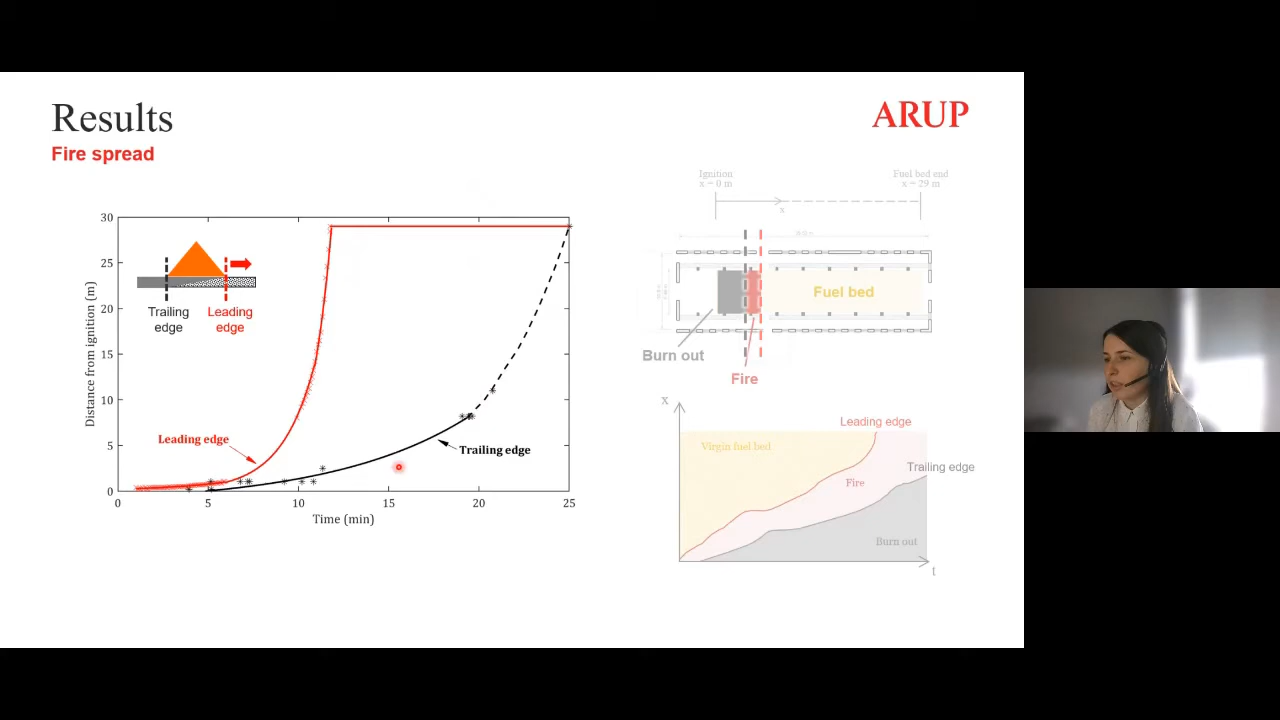 Results
ARUP
Fire spread
Ignition
x = 0 m
Fuel bed end
x = 29 m
x
30
25
20
15
10
5
0
Distance from ignition (m)
Trailing
edge
Leading
edge
Leading edge
Trailing edge
0
5
10
15
20
25
Time (min)
Fuel bed
Burn out
Fire
x
Leading edge
Virgin fuel bed
Trailing edge
Fire
Burn out
t